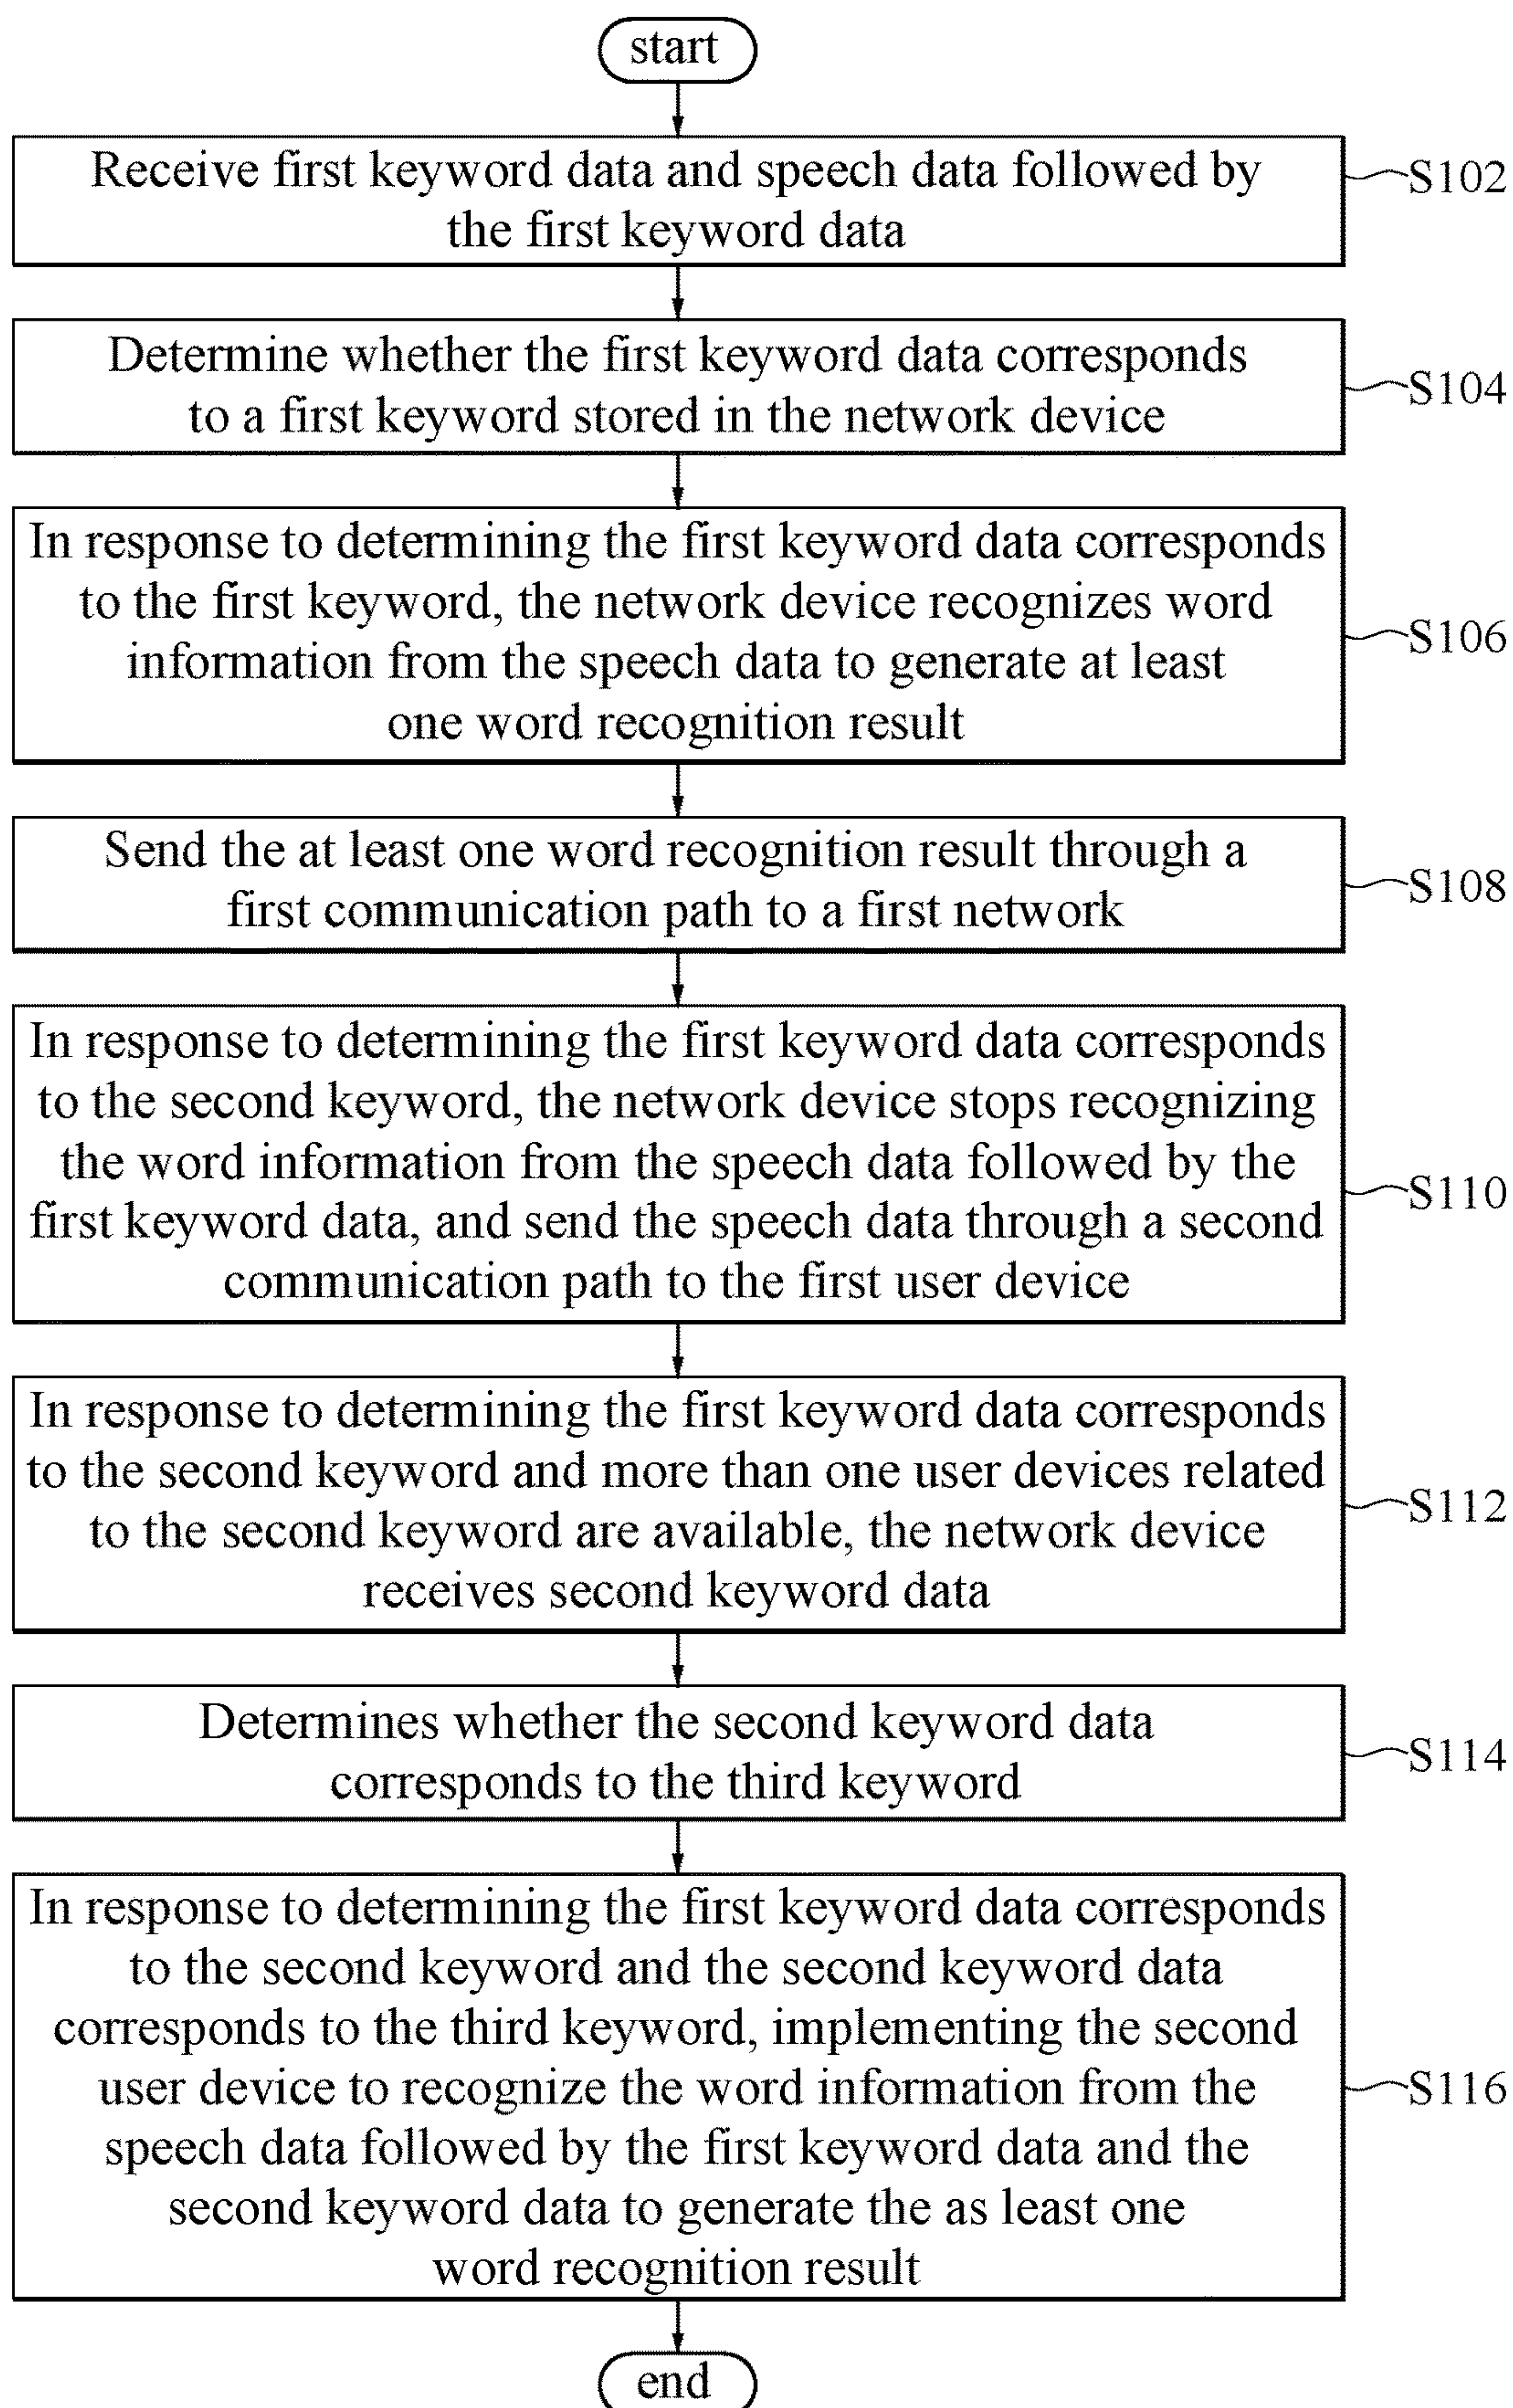 start
Receive first keyword data and speech data followed by
the first keyword data
S102
Determine whether the first keyword data corresponds
to a first keyword stored in the network device
S104
In response to determining the first keyword data corresponds
to the first keyword, the network device recognizes word
information from the speech data to generate at least
one word recognition result
S106
Send the at least one word recognition result through a
first communication path to a first network
S108
In response to determining the first keyword data corresponds
to the second keyword, the network device stops recognizing
the word information from the speech data followed by the
first keyword data, and send the speech data through a second
communication path to the first user device
S110
In response to determining the first keyword data corresponds
to the second keyword and more than one user devices related
to the second keyword are available, the network device
receives second keyword data
S112
Determines whether the second keyword data
corresponds to the third keyword
S114
In response to determining the first keyword data corresponds
to the second keyword and the second keyword data
corresponds to the third keyword, implementing the second
user device to recognize the word information from the
speech data followed by the first keyword data and the
second keyword data to generate the as least one
word recognition result
S116
end